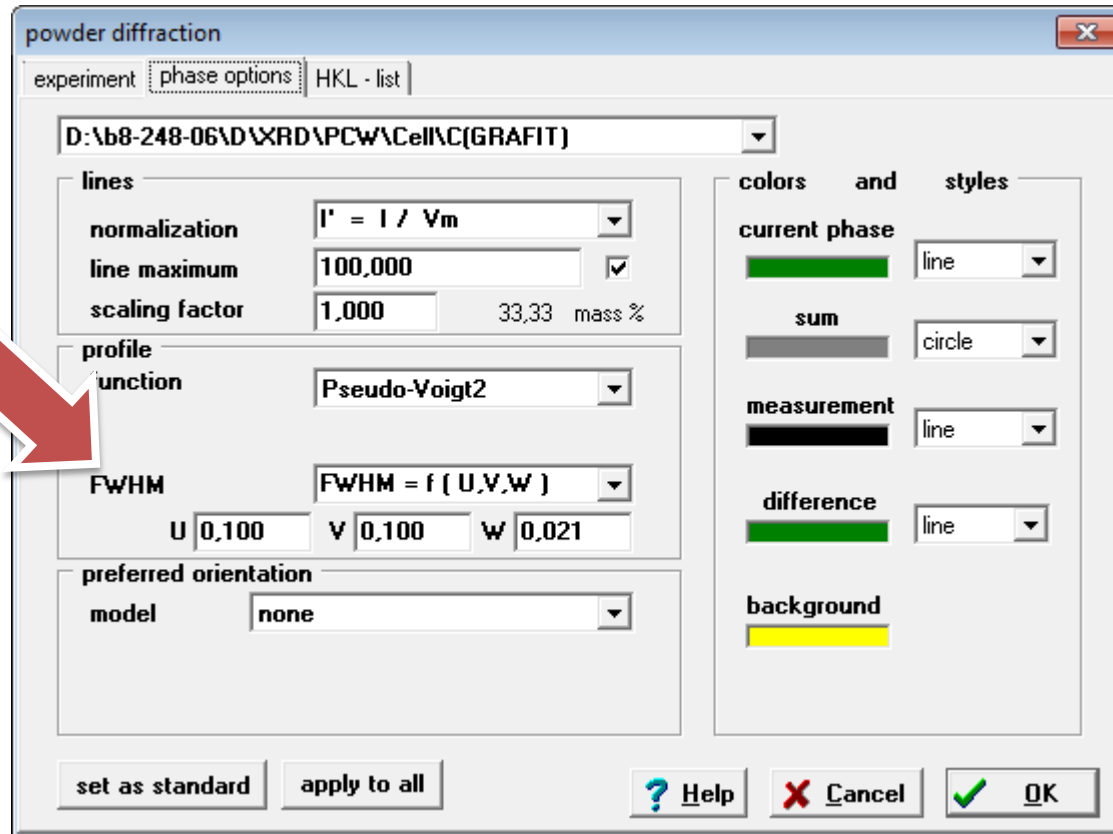 powder diffraction
experiment phase options HKL - list
D:\b8-248-06\D\XRD\PCW\Cell\C(GRAFIT)
lines
normalization I' = I / Vm
line maximum 100,000
scaling factor 1,000 33,33 mass %
profile
function Pseudo-Voigt2
FWHM FWHM = f ( U,V,W )
U 0,100 V 0,100 W 0,021
preferred orientation
model none
colors and styles
current phase
line
sum
circle
measurement
line
difference
line
background
set as standard apply to all ? Help Cancel OK